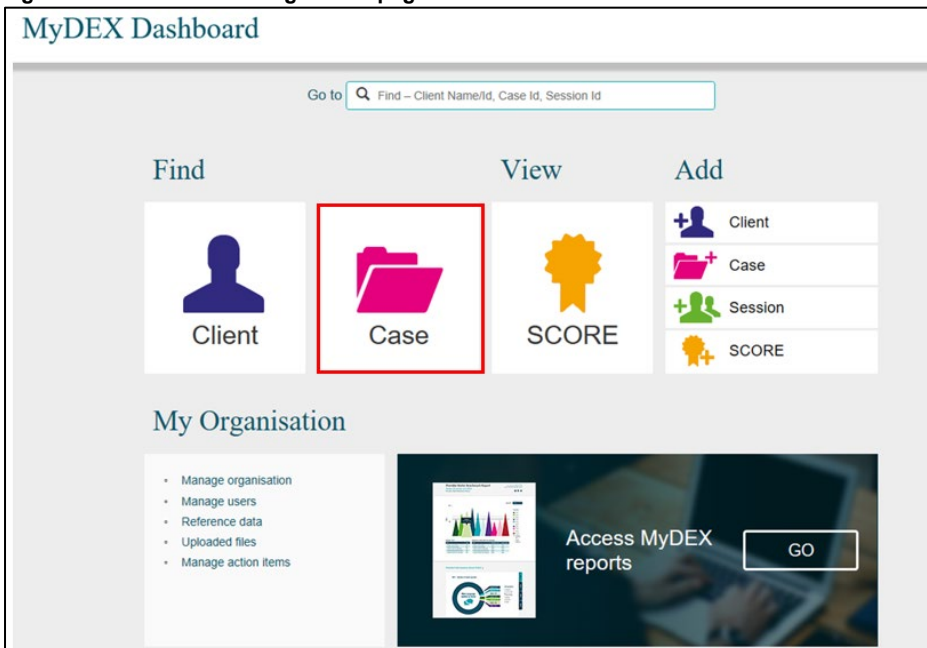 MyDEX Dashboard
Go to Find – Client Name/Id, Case Id, Session Id
Find
View
Add
Client
Case
SCORE
Client
Case
Session
SCORE
My Organisation
Manage organisation
Manage users
Reference data
Uploaded files
Manage action items
Access MyDEX
reports
GO